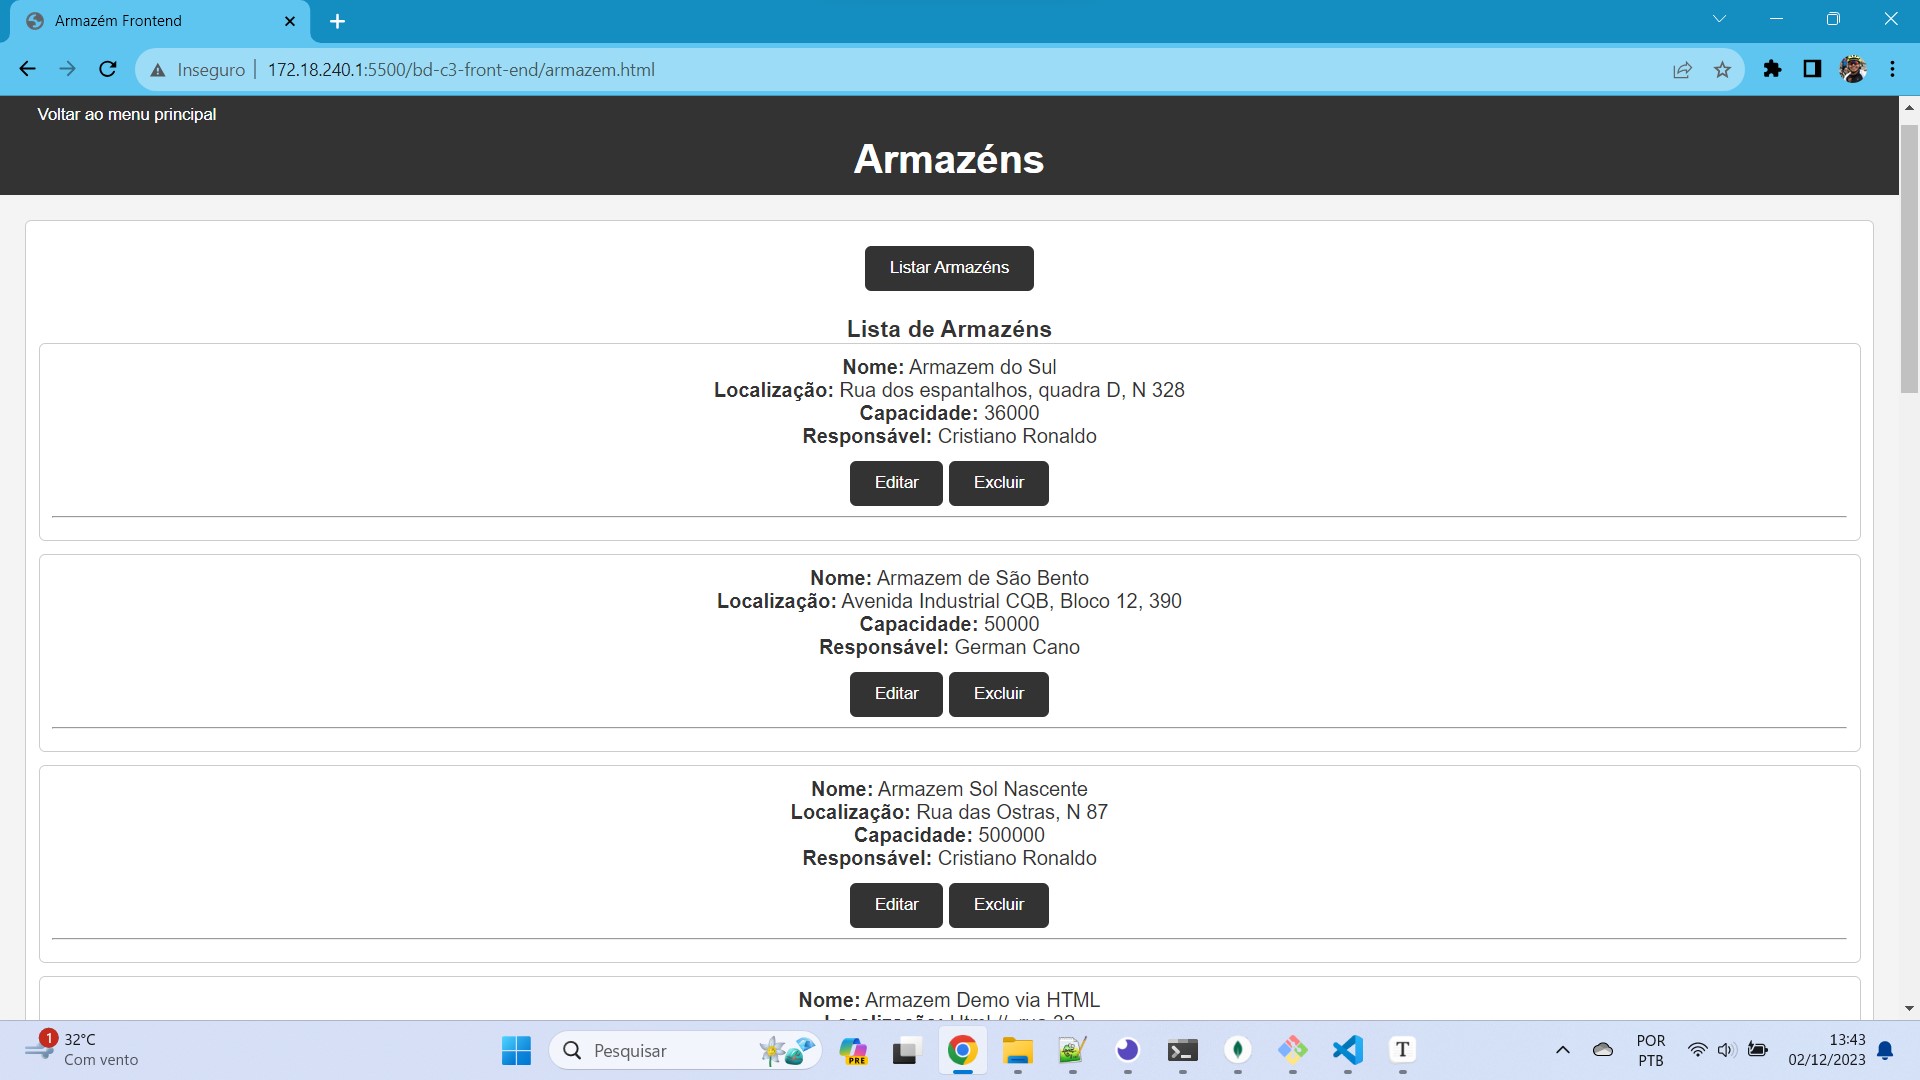 Armazém Frontend
Inseguro
172.18.240.1:5500/bd-c3-front-end/armazem.html
Voltar ao menu principal
Armazéns
Listar Armazéns
Lista de Armazéns
Nome: Armazem do Sul
Localização: Rua dos espantalhos, quadra D, N 328
Capacidade: 36000
Responsável: Cristiano Ronaldo
Editar Excluir
Nome: Armazem de São Bento
Localização: Avenida Industrial CQB, Bloco 12, 390
Capacidade: 50000
Responsável: German Cano
Editar Excluir
Nome: Armazem Sol Nascente
Localização: Rua das Ostras, N 87
Capacidade: 500000
Responsável: Cristiano Ronaldo
Editar Excluir
Nome: Armazem Demo via HTML
1
32°C
Com vento
Pesquisar
PRE
T
POR
PTB
13:43
02/12/2023